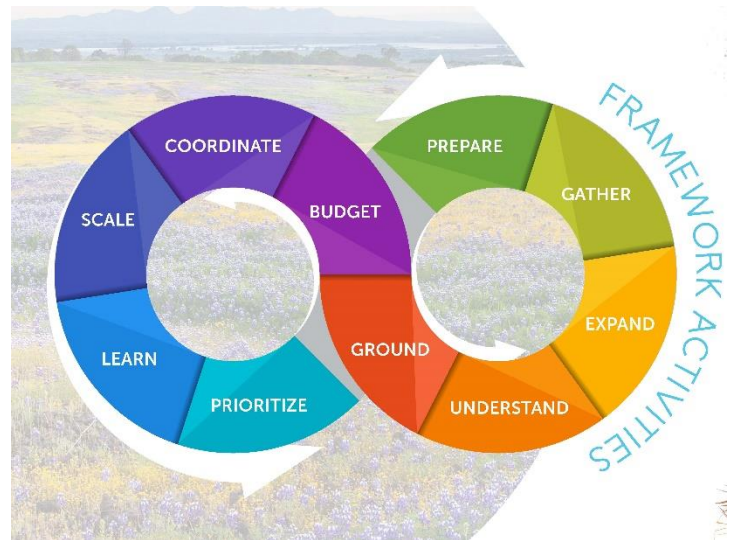 COORDINATE
PREPARE
GATHER
SCALE
BUDGET
EXPAND
LEARN
GROUND
PRIORITIZE
UNDERSTAND
FRAMEWORK ACTIVITIES